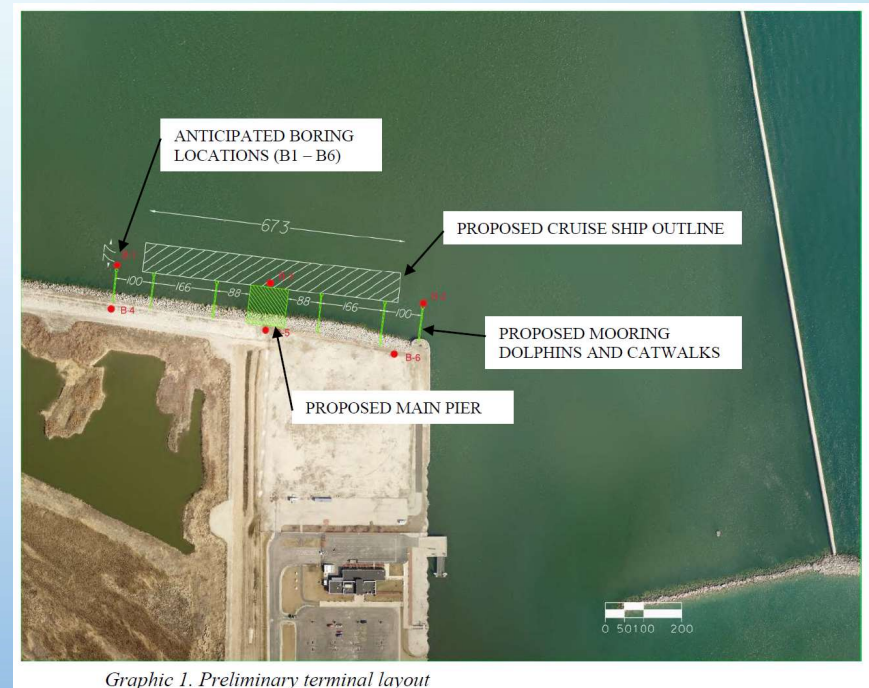 ANTICIPATED BORING
LOCATIONS (B1 – B6)
673
PROPOSED CRUISE SHIP OUTLINE
77
100
166
88
88
166
100
B-4
B-6
PROPOSED MOORING
DOLPHINS AND CATWALKS
PROPOSED MAIN PIER
0 50100 200
Graphic 1. Preliminary terminal layout